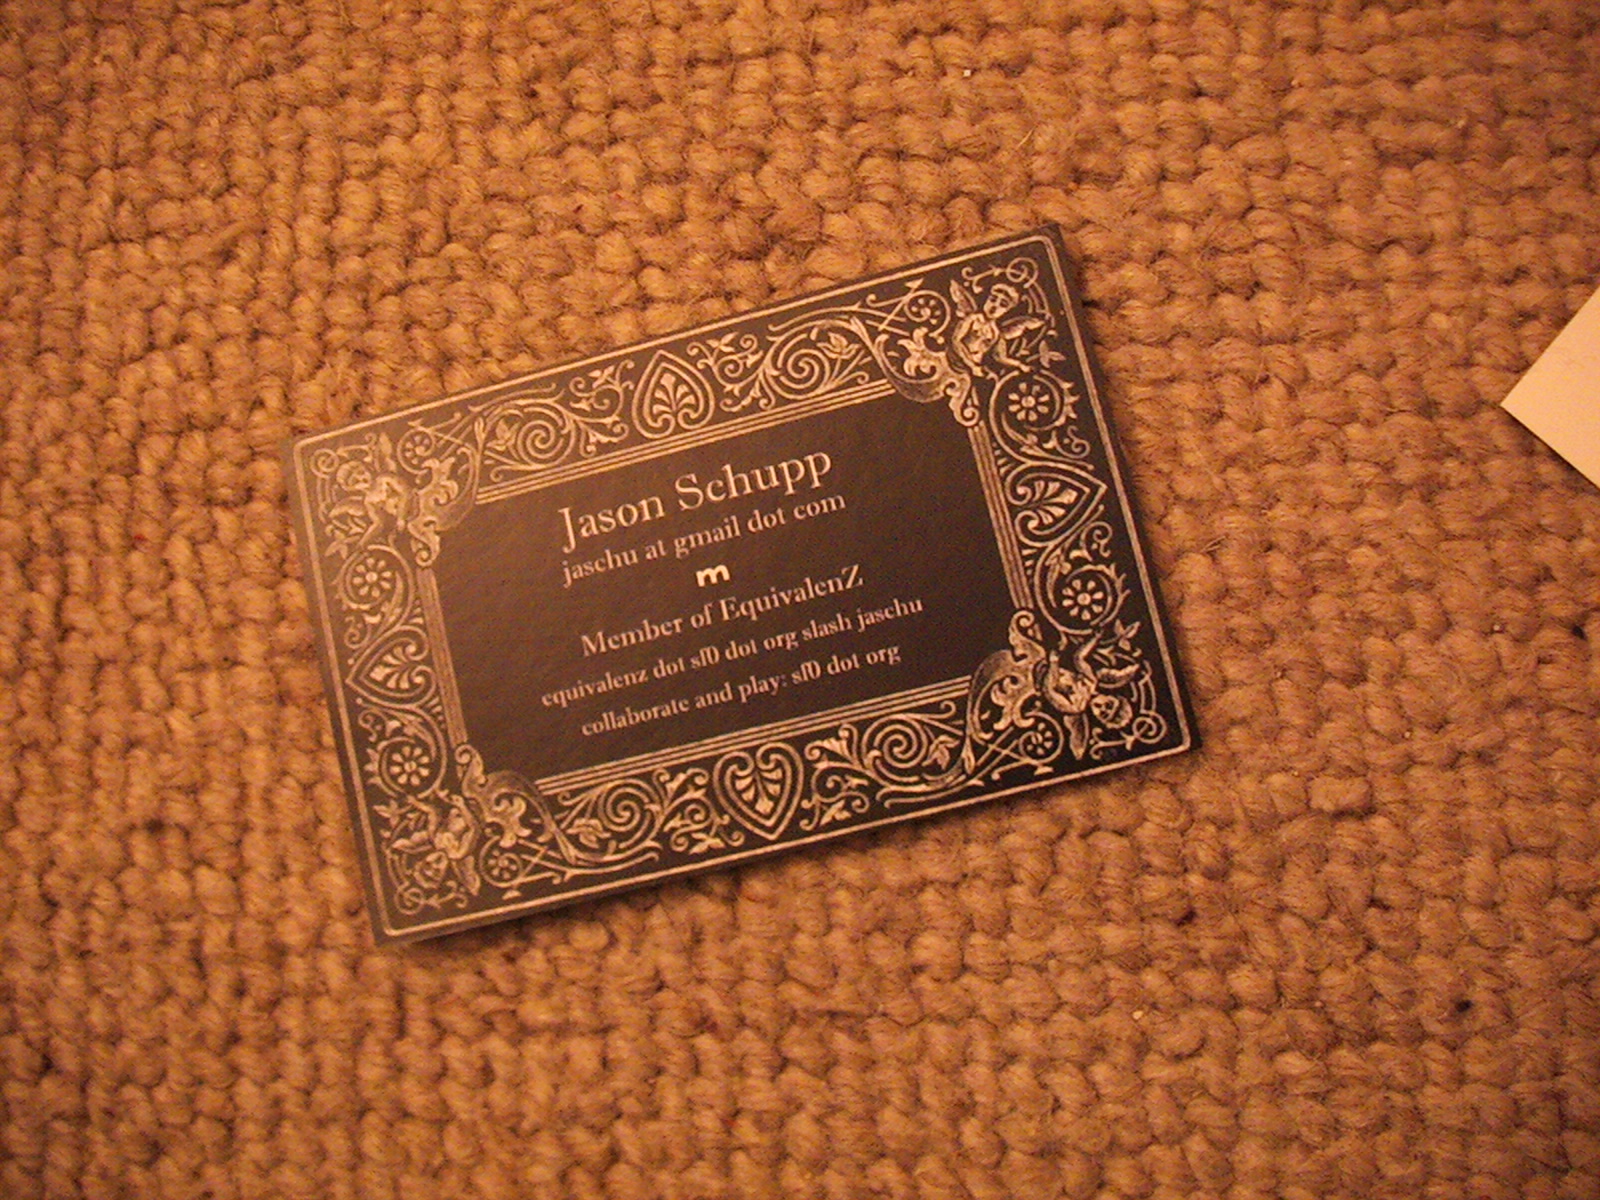 Jason Schupp
jaschu at gmail dot com
m
Member of EquivalenZ
equivalenz dot sf0 dot org slash jaschu
collaborate and play: sf0 dot org